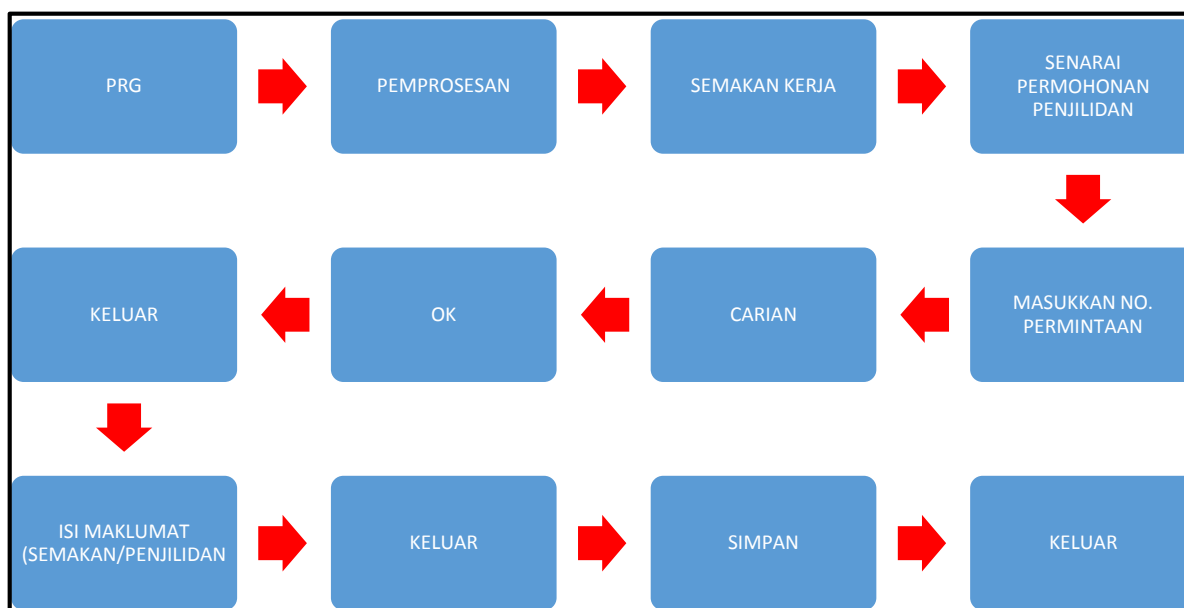 PRG
PEMPROSESAN
SEMAKAN KERJA
SENARAI
PERMOHONAN
PENJILIDAN
MASUKKAN NO.
PERMINTAAN
CARIAN
OK
KELUAR
ISI MAKLUMAT
(SEMAKAN/PENJILIDAN
KELUAR
SIMPAN
KELUAR